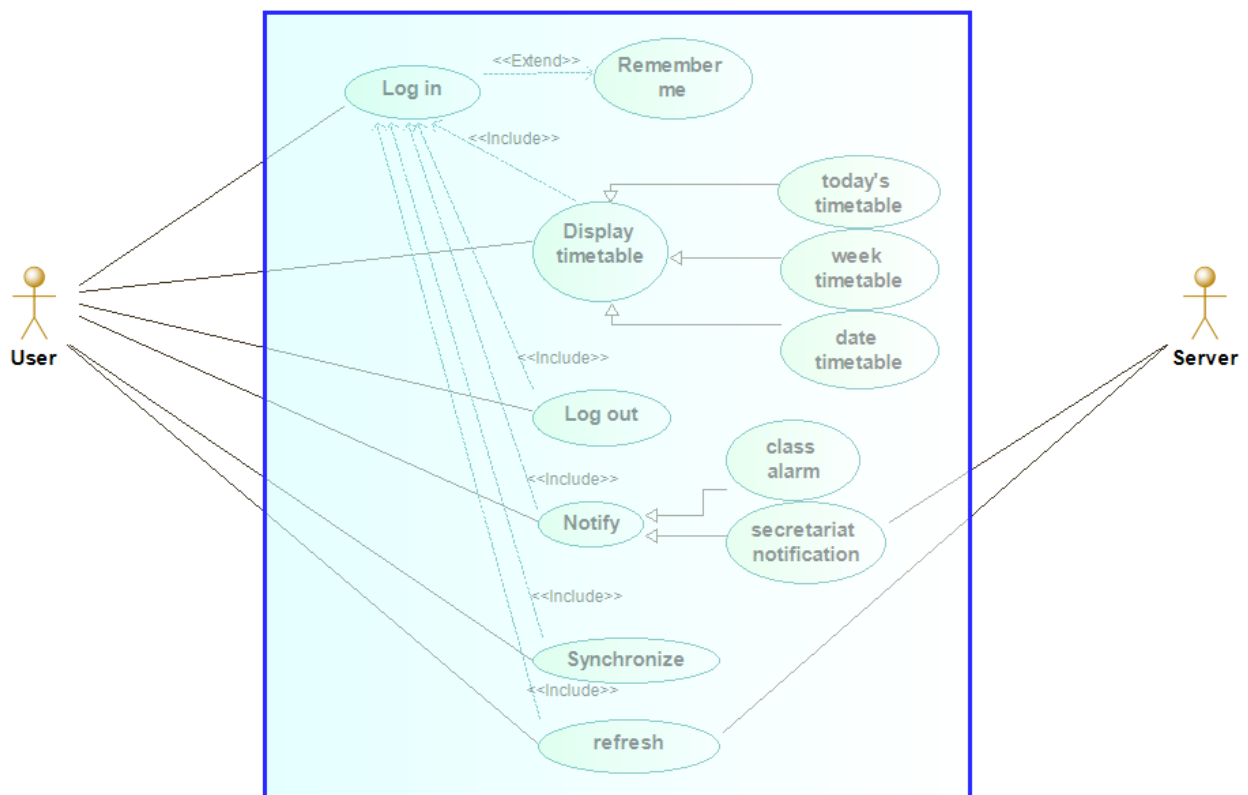 <<Extend>>
Remember
me
Log in
<<Include>>
today's
timetable
Display
timetable
week
timetable
date
timetable
User
Server
<<Include>>
Log out
class
alarm
<<Include>>
Notify
secretariat
notification
<<Include>>
Synchronize
<<Include>>
refresh